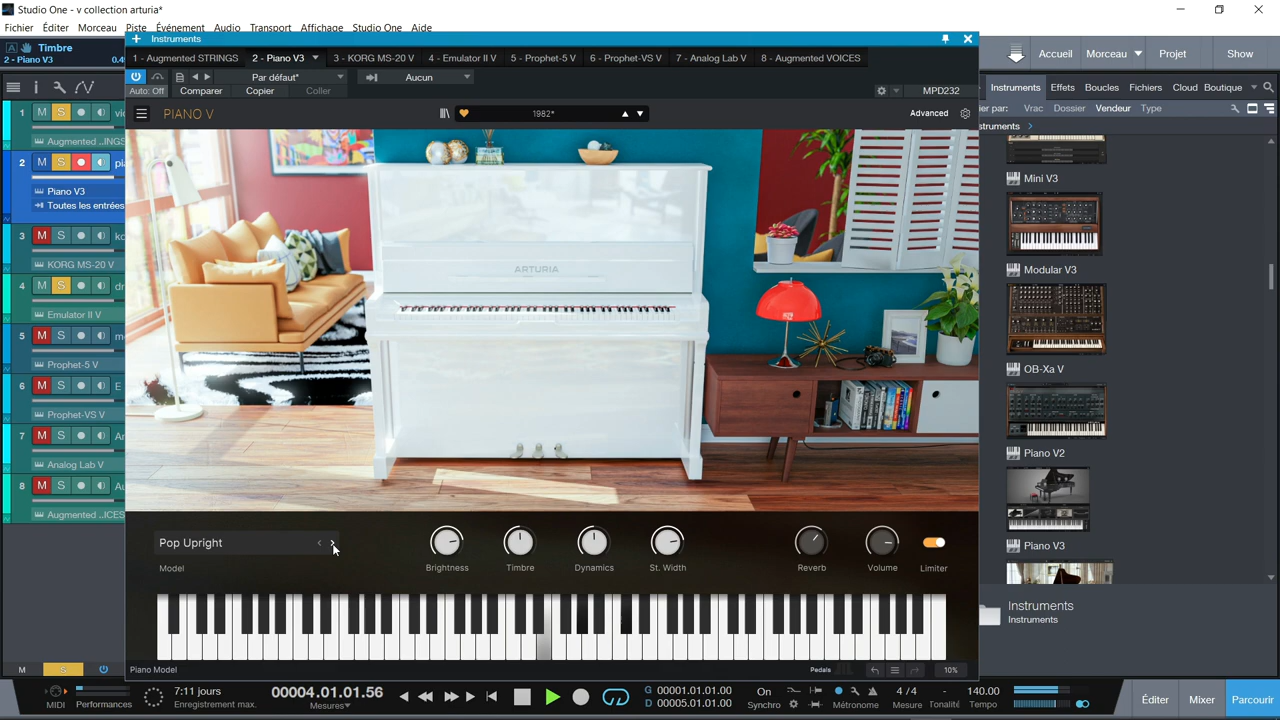 Studio One - v collection arturia*
Fichier Éditer Morceau Piste Événement Audio Transport Affichage Studio One Aide
Instruments
A Timbre
2 - Piano V3
1 - Augmented STRINGS 2 - Piano V3 3 - KORG MS-20 V 4 - Emulator II V 5 - Prophet-5 V 6 - Prophet-VS V 7 - Analog Lab V 8 - Augmented VOICES
Accueil Morceau Projet Show
Par défaut* Aucun
Auto: Off Comparer Copier Coller MPD232
Instruments Effets Boucles Fichiers Cloud Boutique
ier par: Vrac Dossier Vendeur Type
struments
PIANO V 1982* Advanced
1 M S
Augmented ..NGS
2 M S pi
Piano V3
Toutes les entrées
3 M S
KORG MS-20 V
4 M S
Emulator II V
5 M S
Prophet-5 V
6 M S
Prophet-VS V
7 M S
Analog Lab V
8 M S
Augmented ..ICES
ARTURIA
Mini V3
Modular V3
OB-Xa V
Piano V2
Piano V3
Instruments
Instruments
Pop Upright
Model
Brightness Timbre Dynamics St. Width Reverb Volume Limiter
M S
Piano Model Pedals 10%
MIDI Performances
7:11 jours
Enregistrement max.
00004.01.01.56
Mesures
G 00001.01.01.00
D 00005.01.01.00
On
Synchro
Métronome
4 / 4
Mesure
-
Tonalité
140.00
Tempo
Éditer Mixer Parcourir